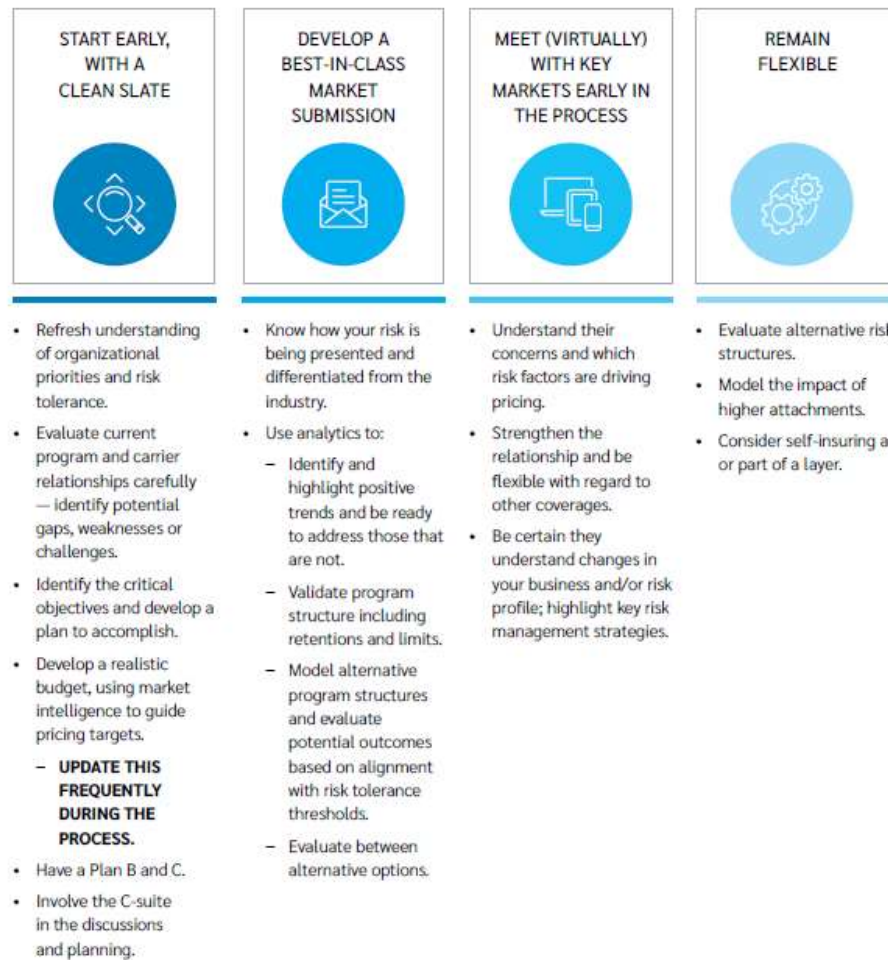 START EARLY,
WITH A
CLEAN SLATE
• Refresh understanding
of organizational
priorities and risk
tolerance.
• Evaluate current
program and carrier
relationships carefully
— identify potential
gaps, weaknesses or
challenges.
• Identify the critical
objectives and develop a
plan to accomplish.
• Develop a realistic
budget, using market
intelligence to guide
pricing targets.
– UPDATE THIS
FREQUENTLY
DURING THE
PROCESS.
• Have a Plan B and C.
• Involve the C-suite
in the discussions
and planning.
DEVELOP A
BEST-IN-CLASS
MARKET
SUBMISSION
• Know how your risk is
being presented and
differentiated from the
industry.
• Use analytics to:
– Identify and
highlight positive
trends and be ready
to address those that
are not.
– Validate program
structure including
retentions and limits.
– Model alternative
program structures
and evaluate
potential outcomes
based on alignment
with risk tolerance
thresholds.
– Evaluate between
alternative options.
MEET (VIRTUALLY)
WITH KEY
MARKETS EARLY IN
THE PROCESS
• Understand their
concerns and which
risk factors are driving
pricing.
• Strengthen the
relationship and be
flexible with regard to
other coverages.
• Be certain they
understand changes in
your business and/or risk
profile; highlight key risk
management strategies.
REMAIN
FLEXIBLE
• Evaluate alternative risk
structures.
• Model the impact of
higher attachments.
• Consider self-insuring
or part of a layer.